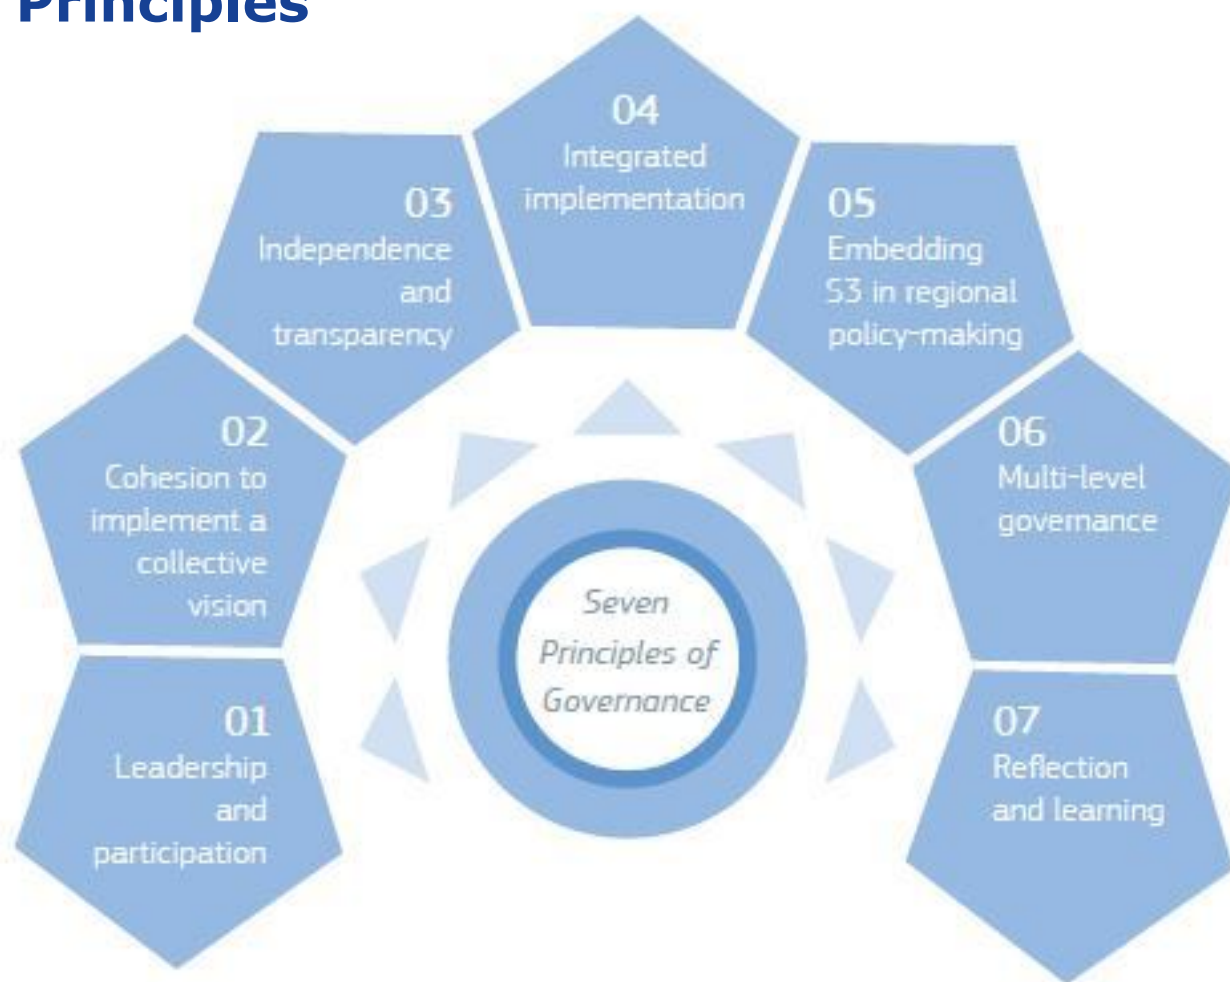 Principles
04
Integrated
implementation
03
Independence
and
transparency
05
Embedding
S3 in regional
policy-making
02
Cohesion to
implement a
collective
vision
06
Multi-level
governance
Seven
Principles of
Governance
01
Leadership
and
participation
07
Reflection
and learning